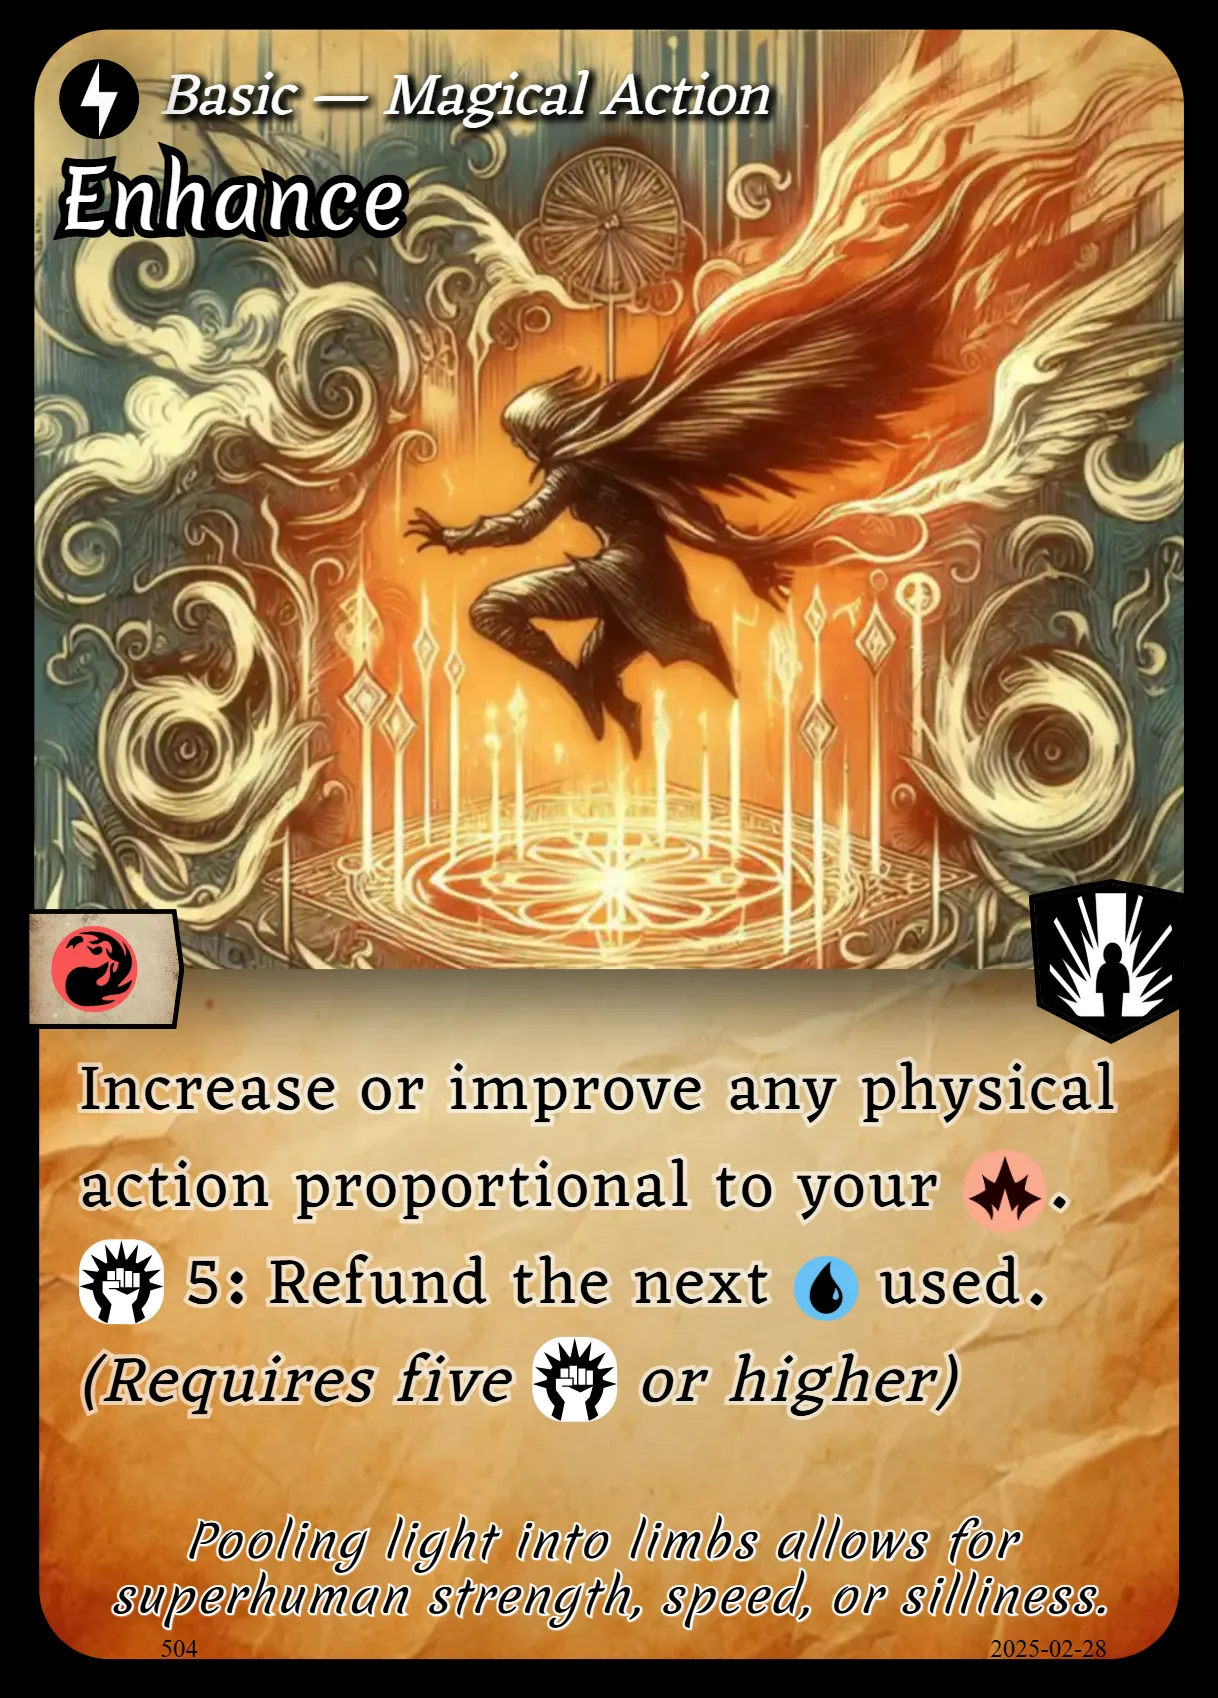 Basic — Magical Action
Enhance
Increase or improve any physical
action proportional to your .
5: Refund the next used.
(Requires five or higher)
Pooling light into limbs allows for
superhuman strength, speed, or silliness.
504 2025-02-28